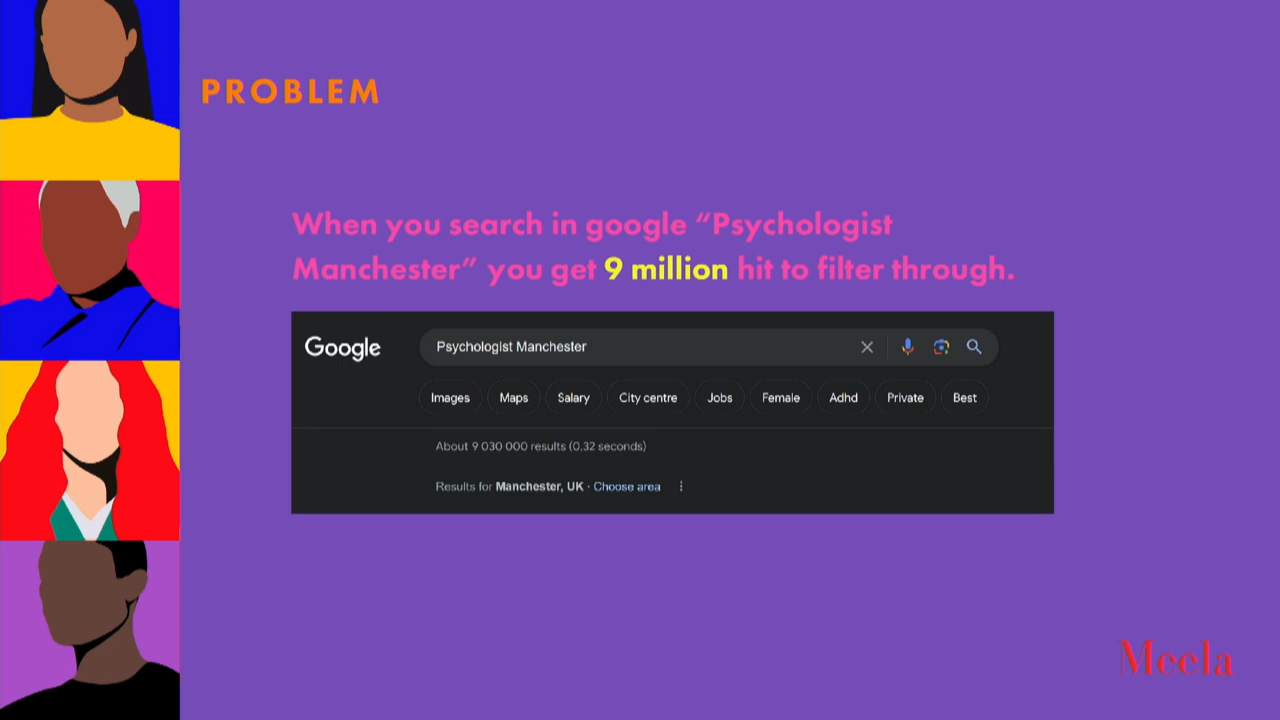 PROBLEM
When you search in google “Psychologist
Manchester” you get 9 million hit to filter through.
Google
Psychologist Manchester
Images Maps Salary City centre Jobs Female Adhd Private Best
About 9 030 000 results (0,32 seconds)
Results for Manchester, UK · Choose area
Meela